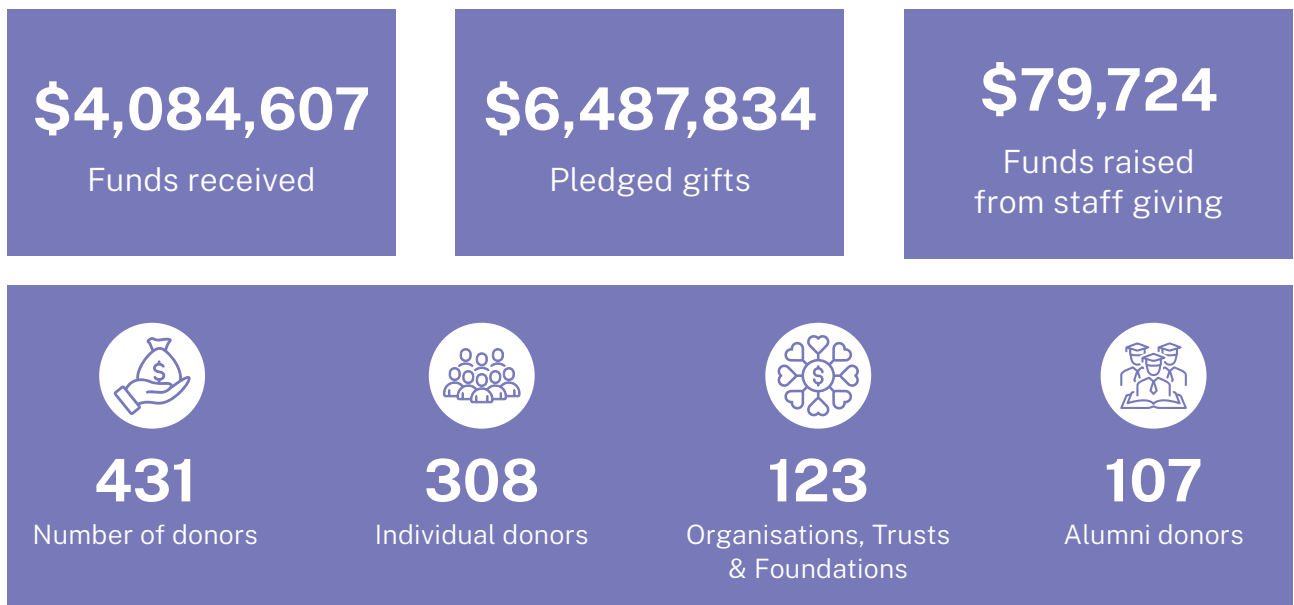 $4,084,607
Funds received
$6,487,834
Pledged gifts
$79,724
Funds raised
from staff giving
$
431
Number of donors
308
Individual donors
$
123
Organisations, Trusts
& Foundations
107
Alumni donors